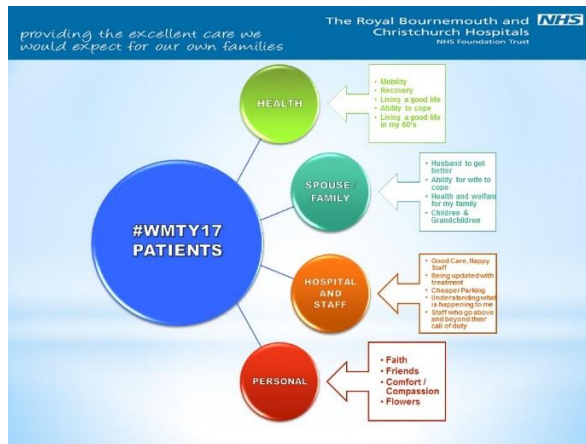 providing the excellent care we
would expect for our own families
The Royal Bournemouth and
Christchurch Hospitals
NHS Foundation Trust
NHS
HEALTH
• Mobility
• Recovery
• Living a good life
• Ability to cope
• Living a good life
in my 60's
SPOUSE /
FAMILY
• Husband to get
better
• Ability for wife to
cope
• Health and welfare
for my family
• Children &
Grandchildren
#WMTY17
PATIENTS
HOSPITAL
AND
STAFF
• Good Care, Happy
Staff
• Being updated with
treatment
• Cheaper Parking
• Understanding what
is happening to me
• Staff who go above
and beyond their
call of duty
PERSONAL
• Faith
• Friends
• Comfort /
Compassion
• Flowers